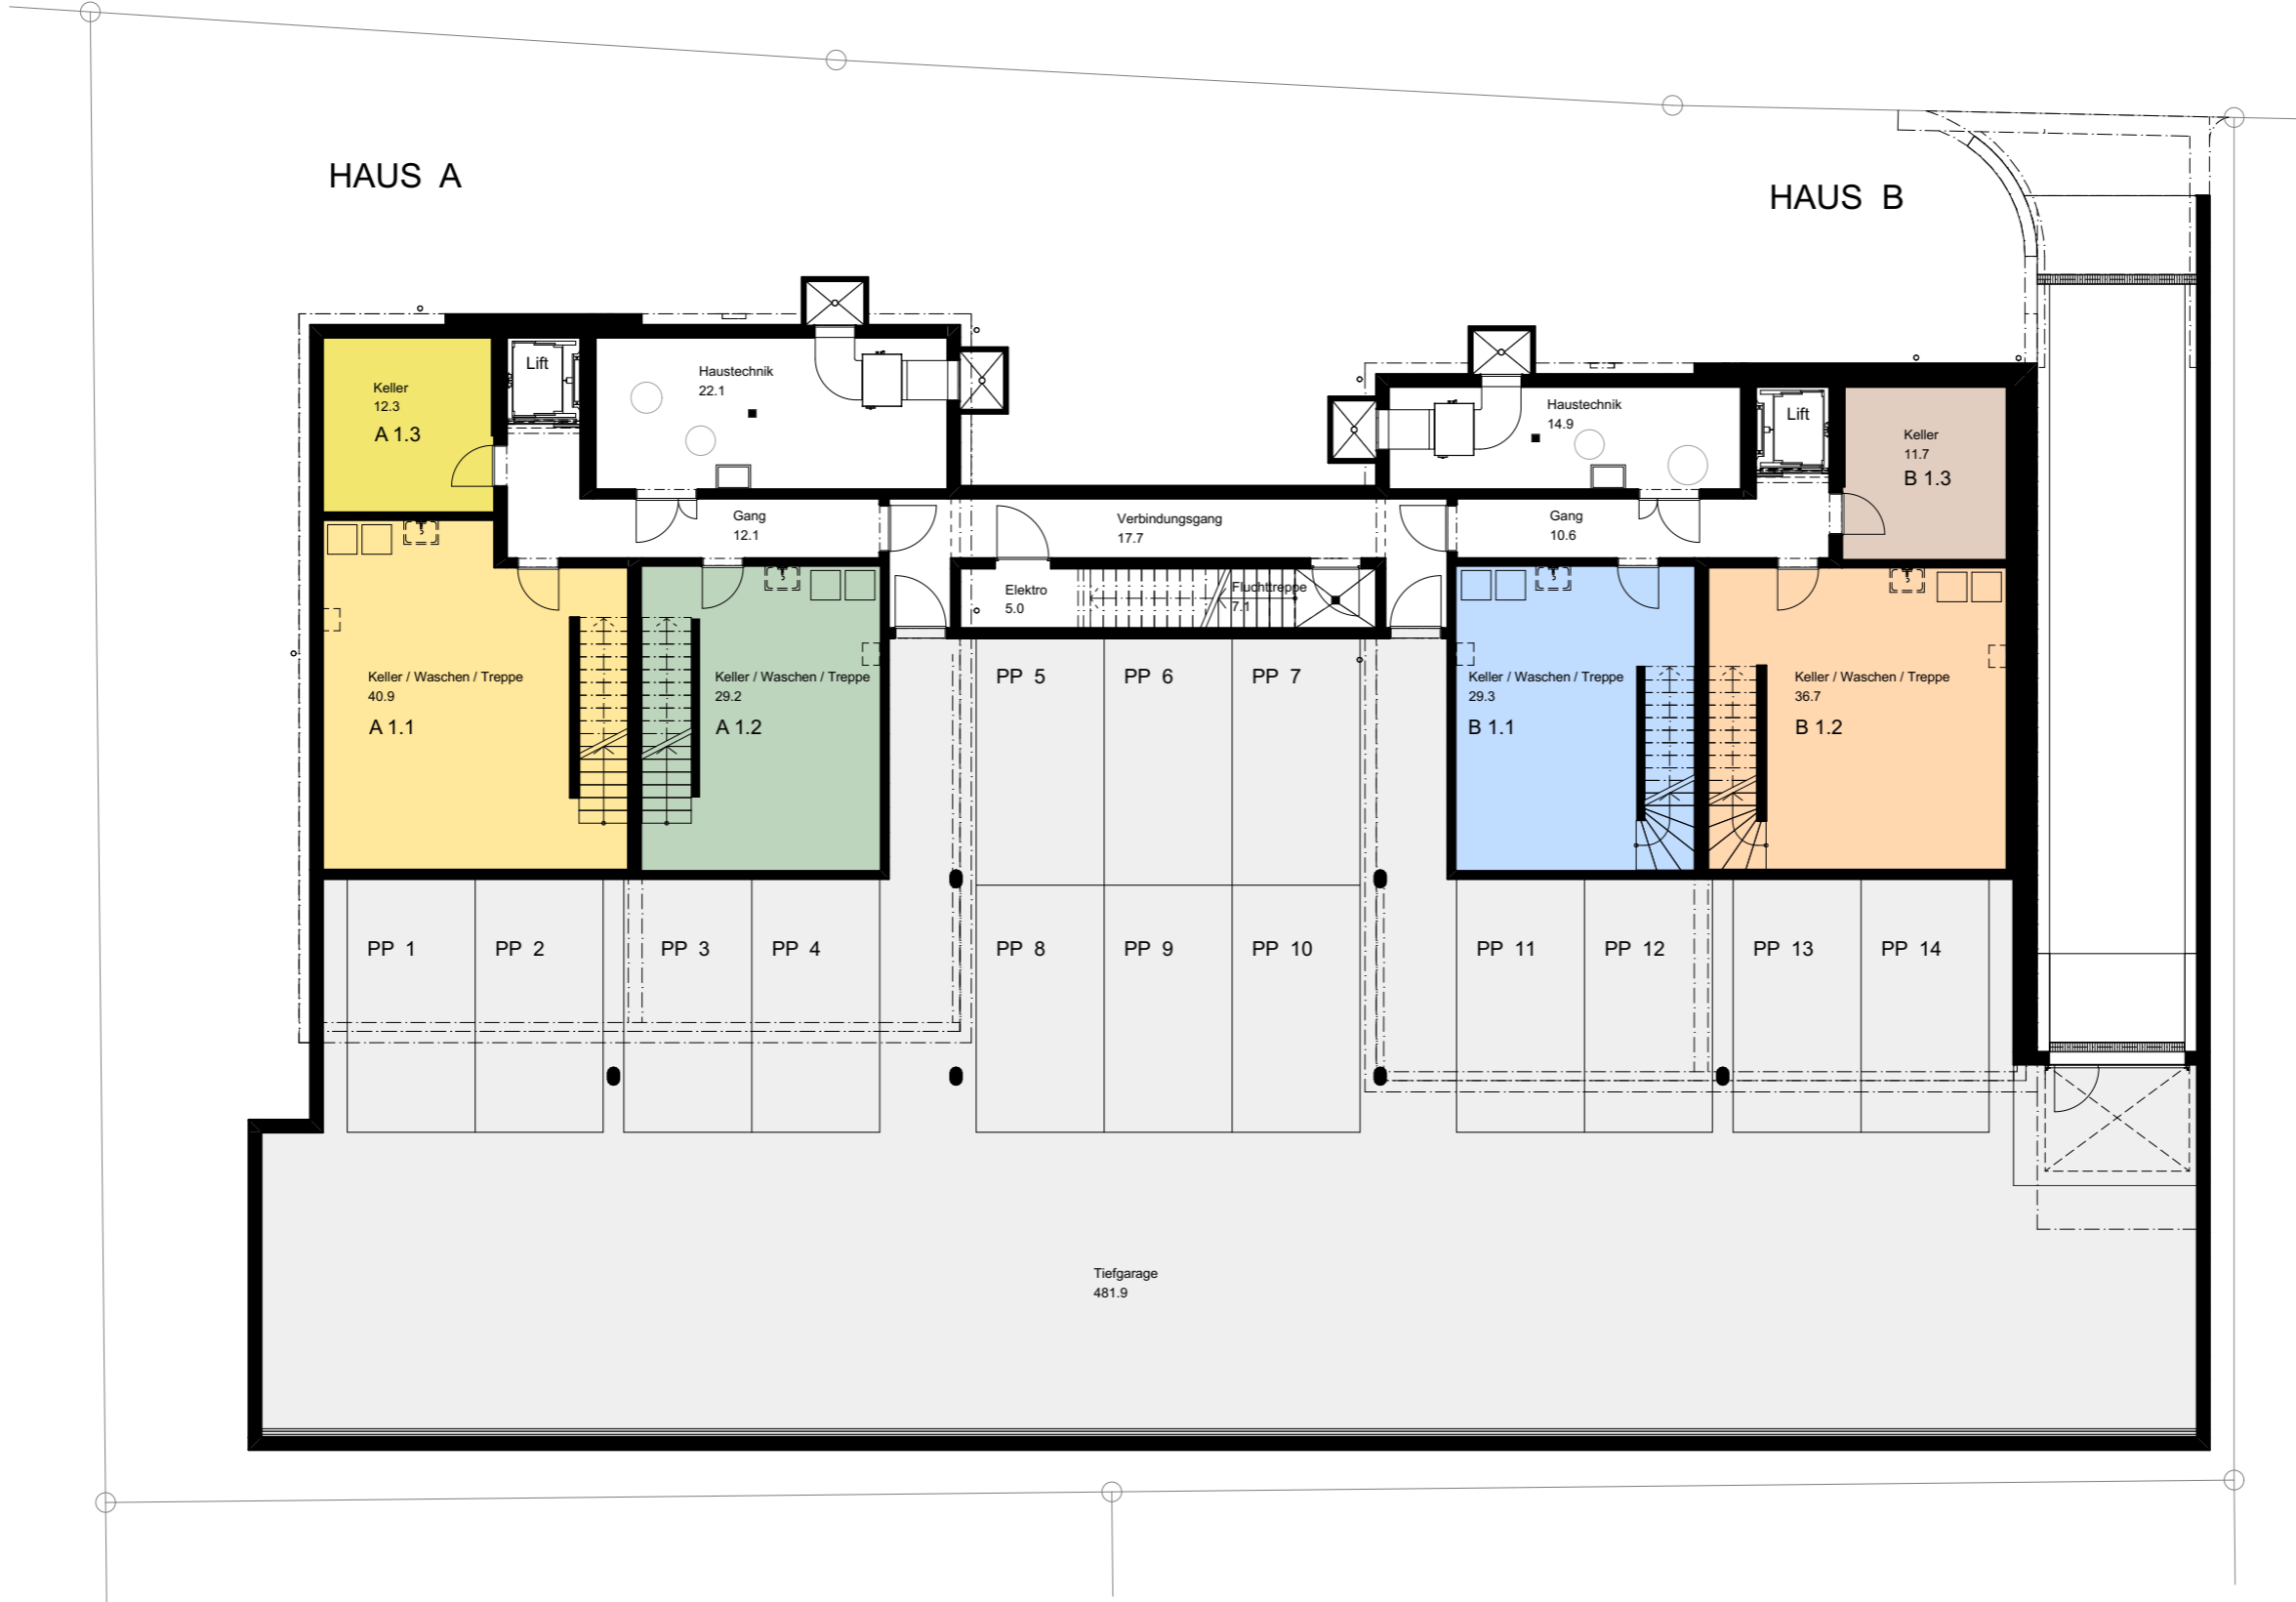 HAUS A
HAUS B
Lift
Haustechnik
22.1
Keller
12.3
A 1.3
Haustechnik
14.9
Lift
Keller
11.7
B 1.3
Gang
12.1
Verbindungsgang
17.7
Gang
10.6
Elektro
5.0
Fluchttreppe
7.1
Keller / Waschen / Treppe
40.9
A 1.1
Keller / Waschen / Treppe
29.2
A 1.2
PP 5
PP 6
PP 7
Keller / Waschen / Treppe
29.3
B 1.1
Keller / Waschen / Treppe
36.7
B 1.2
PP 1
PP 2
PP 3
PP 4
PP 8
PP 9
PP 10
PP 11
PP 12
PP 13
PP 14
Tiefgarage
481.9